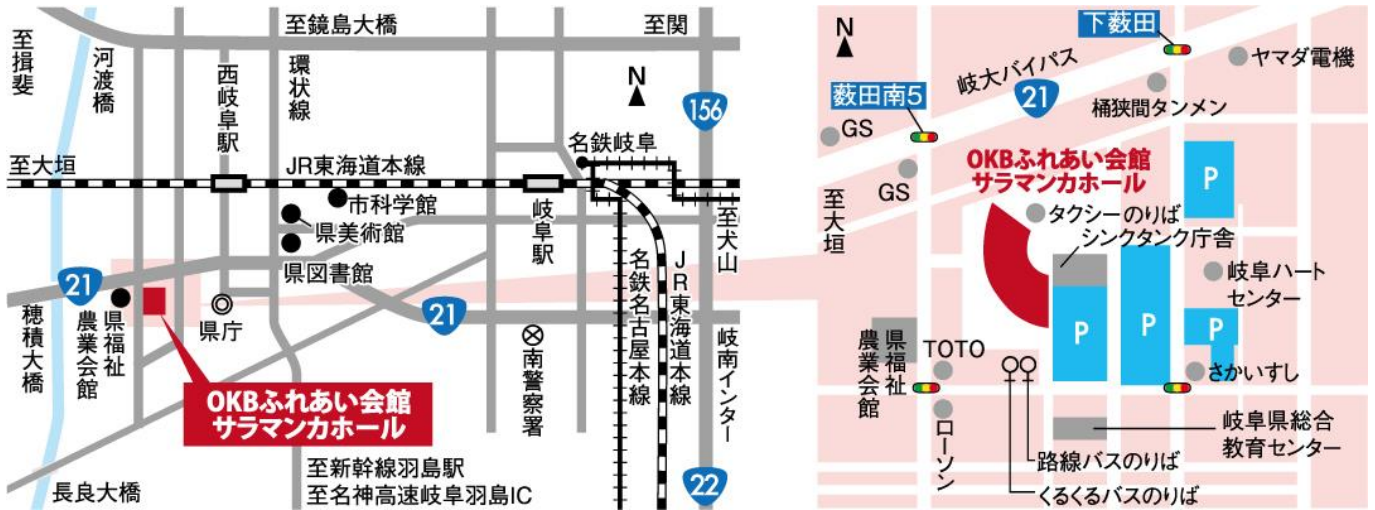 至鏡島大橋
至関
至揖斐
河渡橋
西岐阜駅
環状線
N
156
名鉄岐阜
至大垣
JR東海道本線
市科学館
県美術館
県図書館
岐阜駅
至犬山
名鉄名古屋本線
JR東海道本線
21
穂積大橋
県福祉
農業会館
県庁
21
南警察署
岐南インター
OKBふれあい会館
サラマンカホール
至新幹線羽島駅
至名神高速岐阜羽島IC
長良大橋
22
N
下薮田
ヤマダ電機
岐大バイパス
21
薮田南5
桶狭間タンメン
GS
GS
OKBふれあい会館
サラマンカホール
P
至大垣
タクシーのりば
シンクタンク庁舎
岐阜ハート
センター
P
P
P
県福祉
農業会館
TOTO
さかいすし
ローソン
岐阜県総合
教育センター
路線バスのりば
くるくるバスのりば